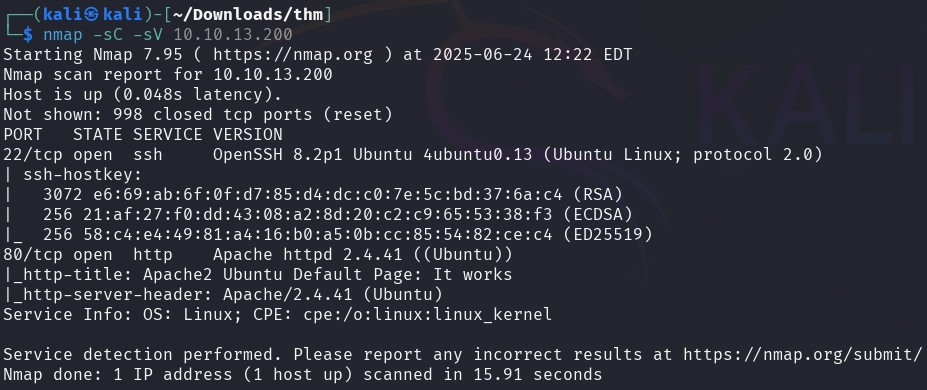 ┌──(kali㉿kali)-[~/Downloads/thm]
└─$ nmap -sC -sV 10.10.13.200
Starting Nmap 7.95 ( https://nmap.org ) at 2025-06-24 12:22 EDT
Nmap scan report for 10.10.13.200
Host is up (0.048s latency).
Not shown: 998 closed tcp ports (reset)
PORT   STATE SERVICE VERSION
22/tcp open  ssh     OpenSSH 8.2p1 Ubuntu 4ubuntu0.13 (Ubuntu Linux; protocol 2.0)
| ssh-hostkey:
|   3072 e6:69:ab:6f:0f:d7:85:d4:dc:c0:7e:5c:bd:37:6a:c4 (RSA)
|   256 21:af:27:f0:dd:43:08:a2:8d:20:c2:c9:65:53:38:f3 (ECDSA)
|_  256 58:c4:e4:49:81:a4:16:b0:a5:0b:cc:85:54:82:ce:c4 (ED25519)
80/tcp open  http    Apache httpd 2.4.41 ((Ubuntu))
|_http-title: Apache2 Ubuntu Default Page: It works
|_http-server-header: Apache/2.4.41 (Ubuntu)
Service Info: OS: Linux; CPE: cpe:/o:linux:linux_kernel

Service detection performed. Please report any incorrect results at https://nmap.org/submit/
Nmap done: 1 IP address (1 host up) scanned in 15.91 seconds
KALI